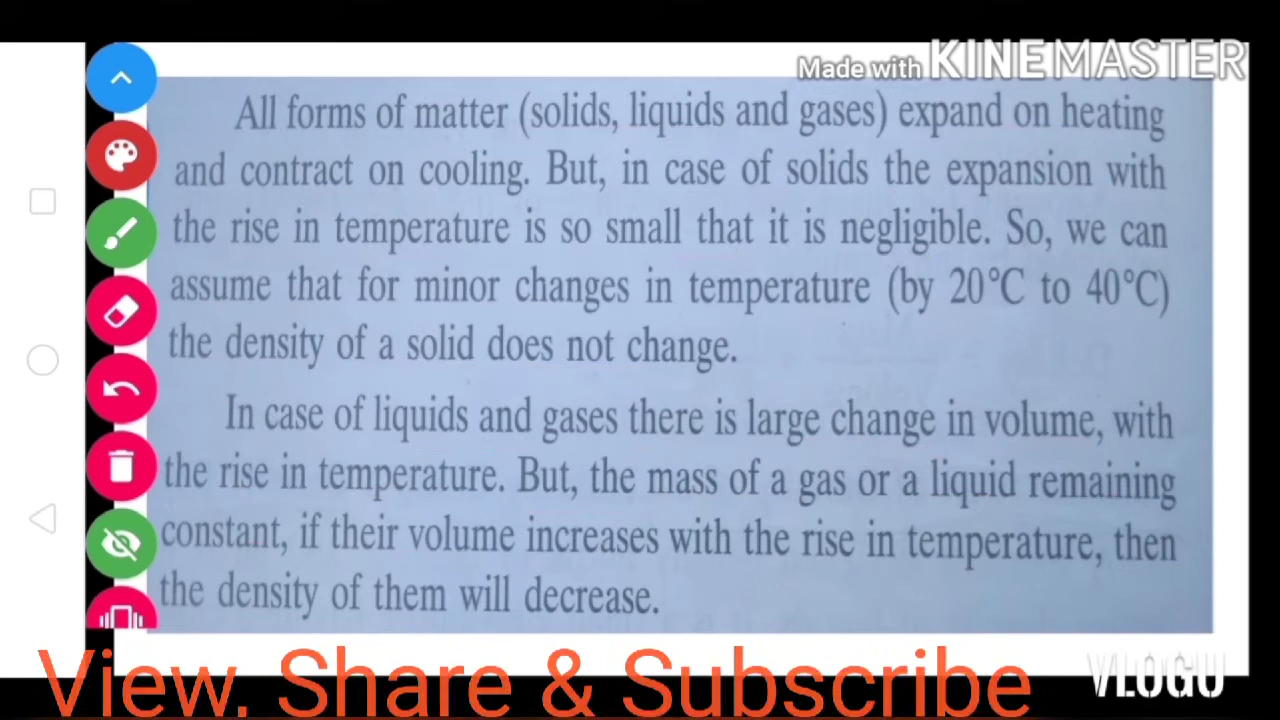 Made with KINEMASTER
All forms of matter (solids, liquids and gases) expand on heating
and contract on cooling. But, in case of solids the expansion with
the rise in temperature is so small that it is negligible. So, we can
assume that for minor changes in temperature (by 20°C to 40°C)
the density of a solid does not change.
In case of liquids and gases there is large change in volume, with
the rise in temperature. But, the mass of a gas or a liquid remaining
constant, if their volume increases with the rise in temperature, then
the density of them will decrease.
View, Share & Subscribe
VLOGU